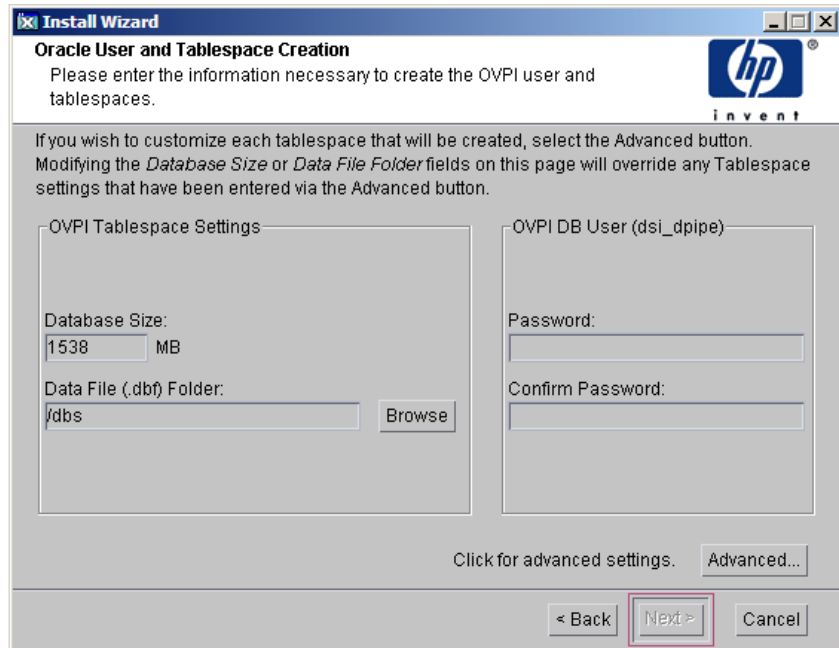 Install Wizard
Oracle User and Tablespace Creation
Please enter the information necessary to create the OVPI user and
tablespaces.
hp
®
invent
If you wish to customize each tablespace that will be created, select the Advanced button.
Modifying the Database Size or Data File Folder fields on this page will override any Tablespace
settings that have been entered via the Advanced button.
OVPI Tablespace Settings
Database Size:
1538 MB
Data File (.dbf) Folder:
/dbs
Browse
OVPI DB User (dsi_dpipe)
Password:
Confirm Password:
Click for advanced settings. Advanced...
< Back Next > Cancel